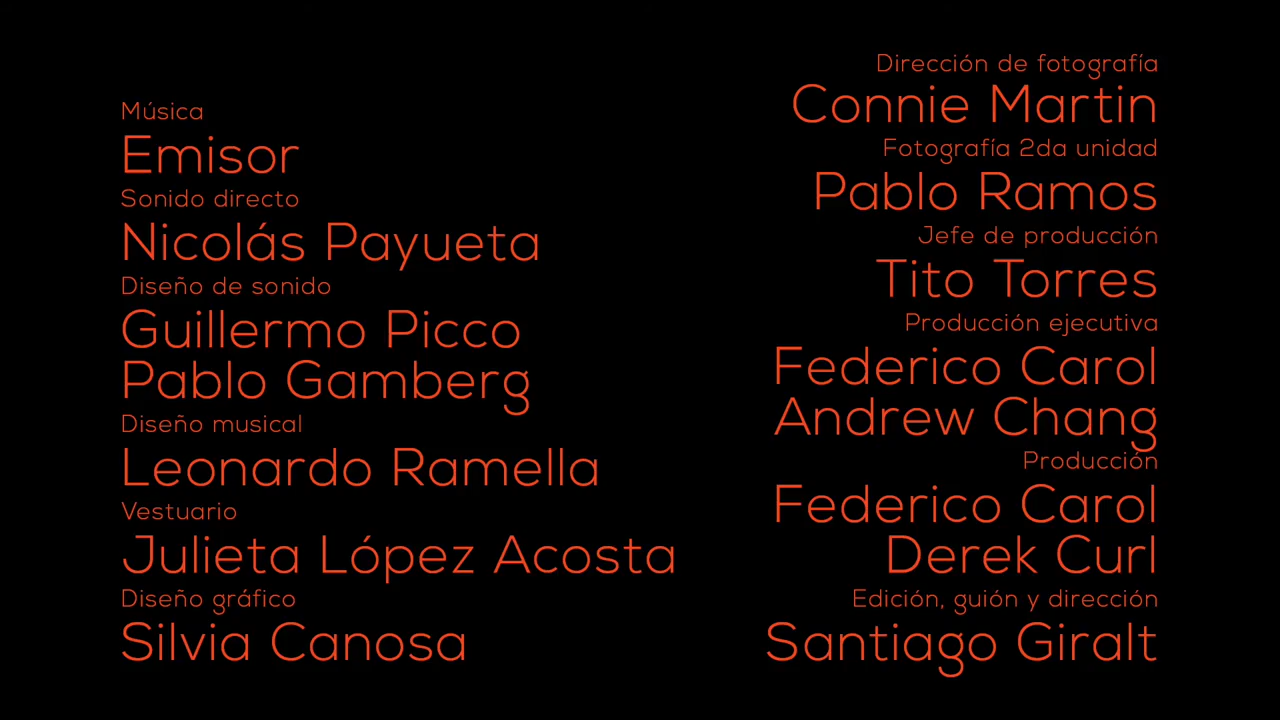 Música
Emisor
Sonido directo
Nicolás Payueta
Diseño de sonido
Guillermo Picco
Pablo Gamberg
Diseño musical
Leonardo Ramella
Vestuario
Julieta López Acosta
Diseño gráfico
Silvia Canosa
Dirección de fotografía
Connie Martin
Fotografía 2da unidad
Pablo Ramos
Jefe de producción
Tito Torres
Producción ejecutiva
Federico Carol
Andrew Chang
Producción
Federico Carol
Derek Curl
Edición, guión y dirección
Santiago Giralt